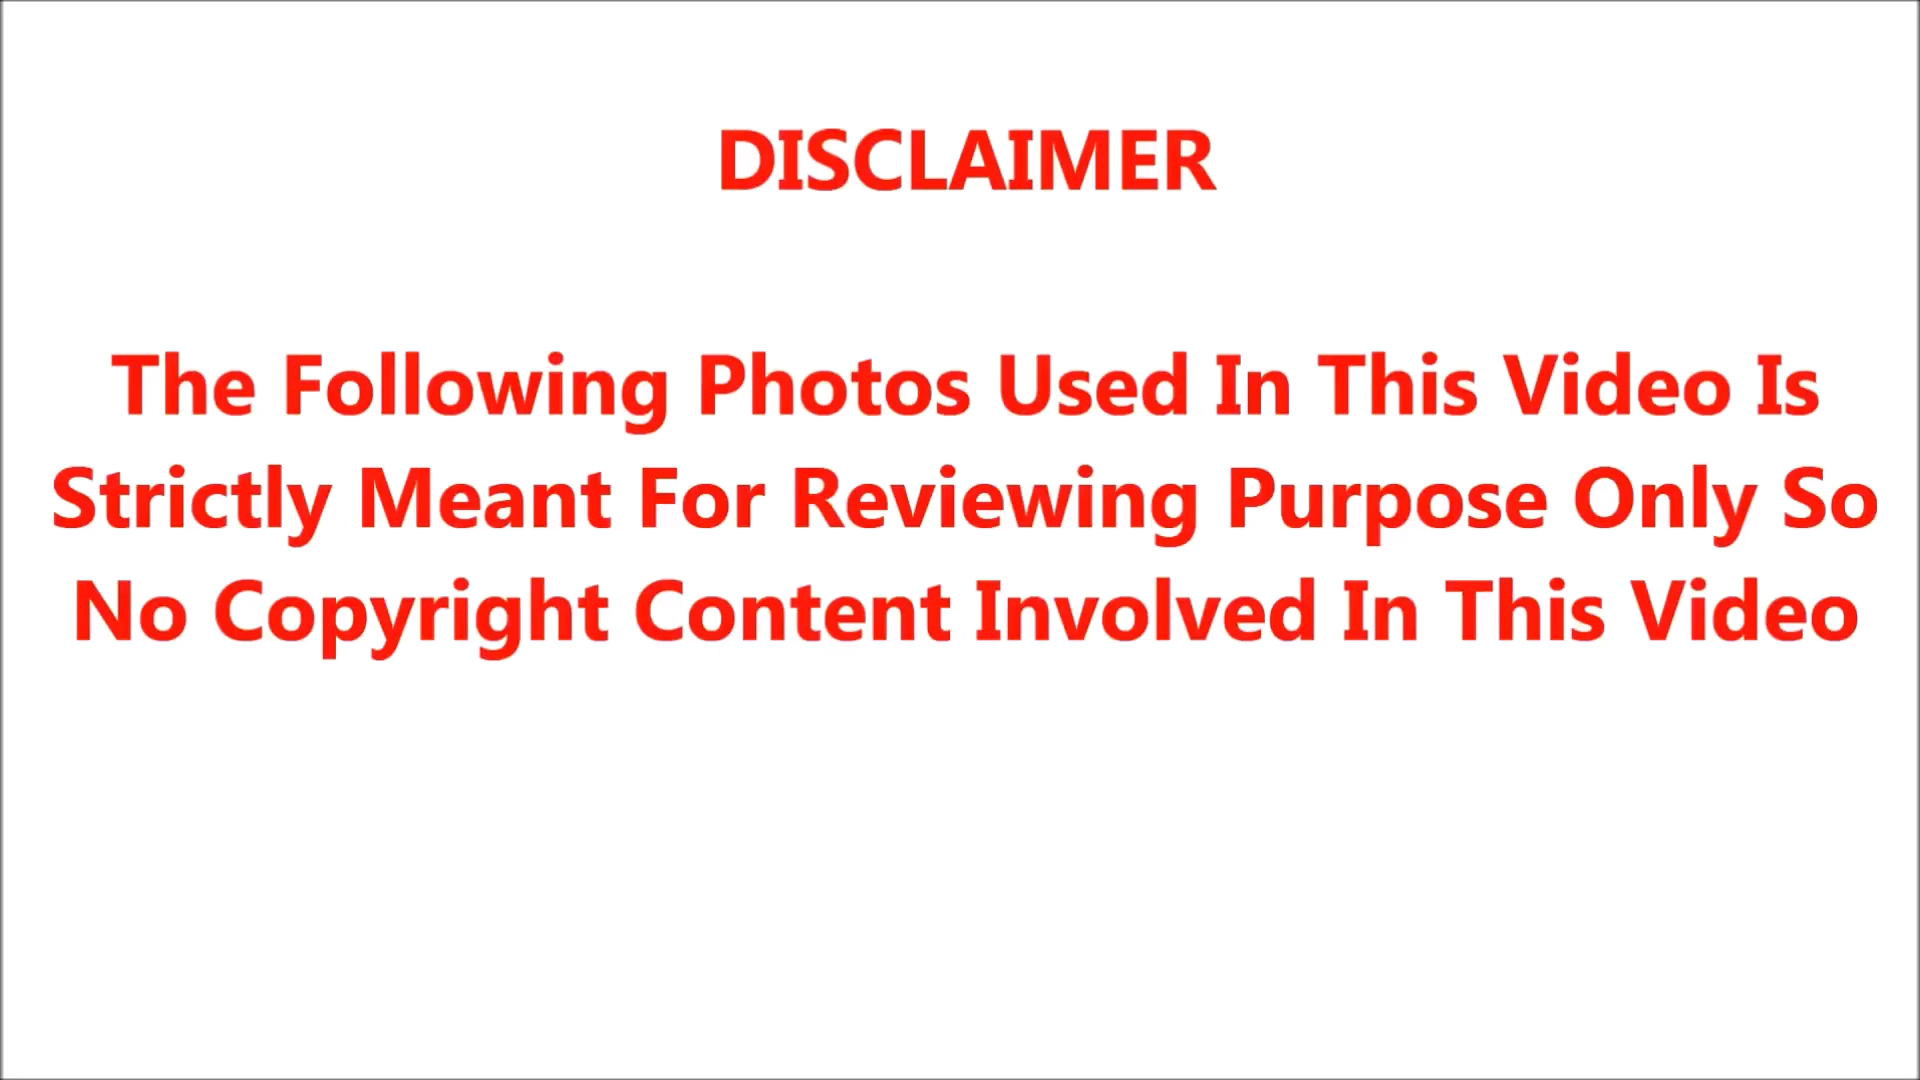 DISCLAIMER
The Following Photos Used In This Video Is
Strictly Meant For Reviewing Purpose Only So
No Copyright Content Involved In This Video